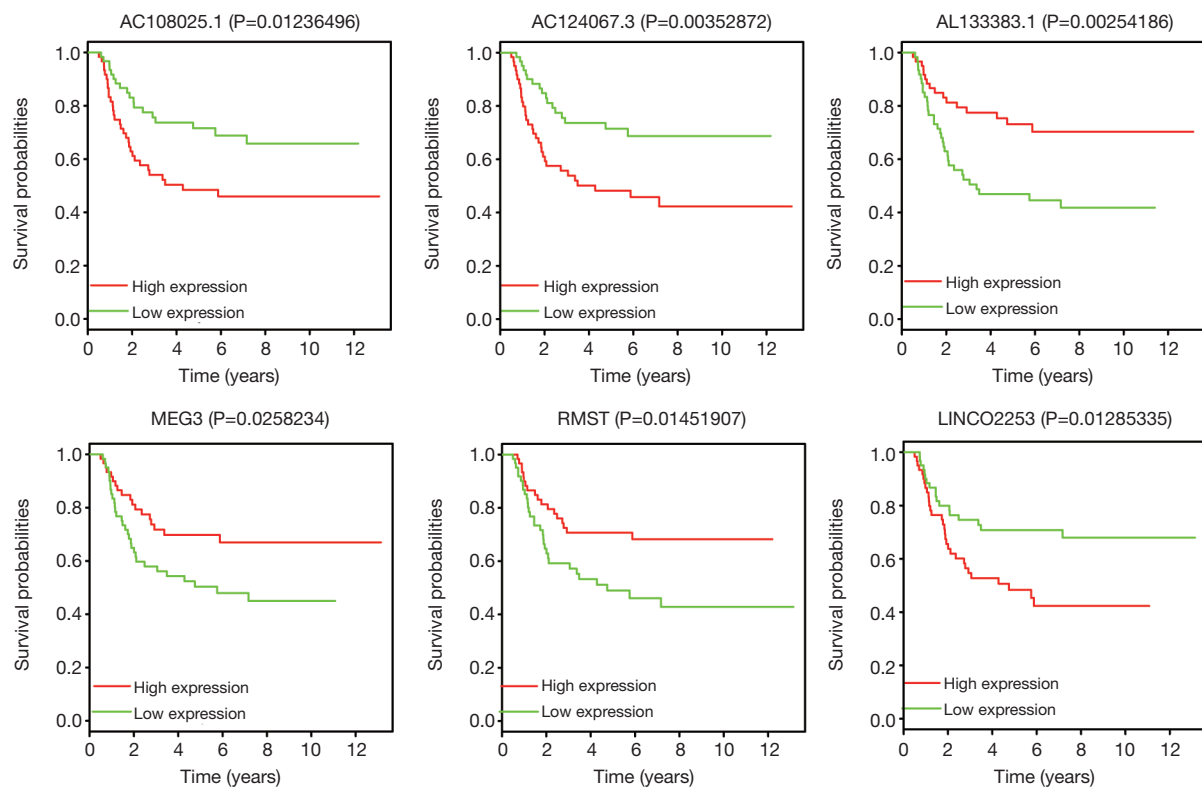 AC108025.1 (P=0.01236496)
1.0
0.8
0.6
0.4
0.2
0.0
Survival probabilities
High expression
Low expression
0 2 4 6 8 10 12
Time (years)
AC124067.3 (P=0.00352872)
1.0
0.8
0.6
0.4
0.2
0.0
Survival probabilities
High expression
Low expression
0 2 4 6 8 10 12
Time (years)
AL133383.1 (P=0.00254186)
1.0
0.8
0.6
0.4
0.2
0.0
Survival probabilities
High expression
Low expression
0 2 4 6 8 10 12
Time (years)
MEG3 (P=0.0258234)
1.0
0.8
0.6
0.4
0.2
0.0
Survival probabilities
High expression
Low expression
0 2 4 6 8 10 12
Time (years)
RMST (P=0.01451907)
1.0
0.8
0.6
0.4
0.2
0.0
Survival probabilities
High expression
Low expression
0 2 4 6 8 10 12
Time (years)
LINCO2253 (P=0.01285335)
1.0
0.8
0.6
0.4
0.2
0.0
Survival probabilities
High expression
Low expression
0 2 4 6 8 10 12
Time (years)